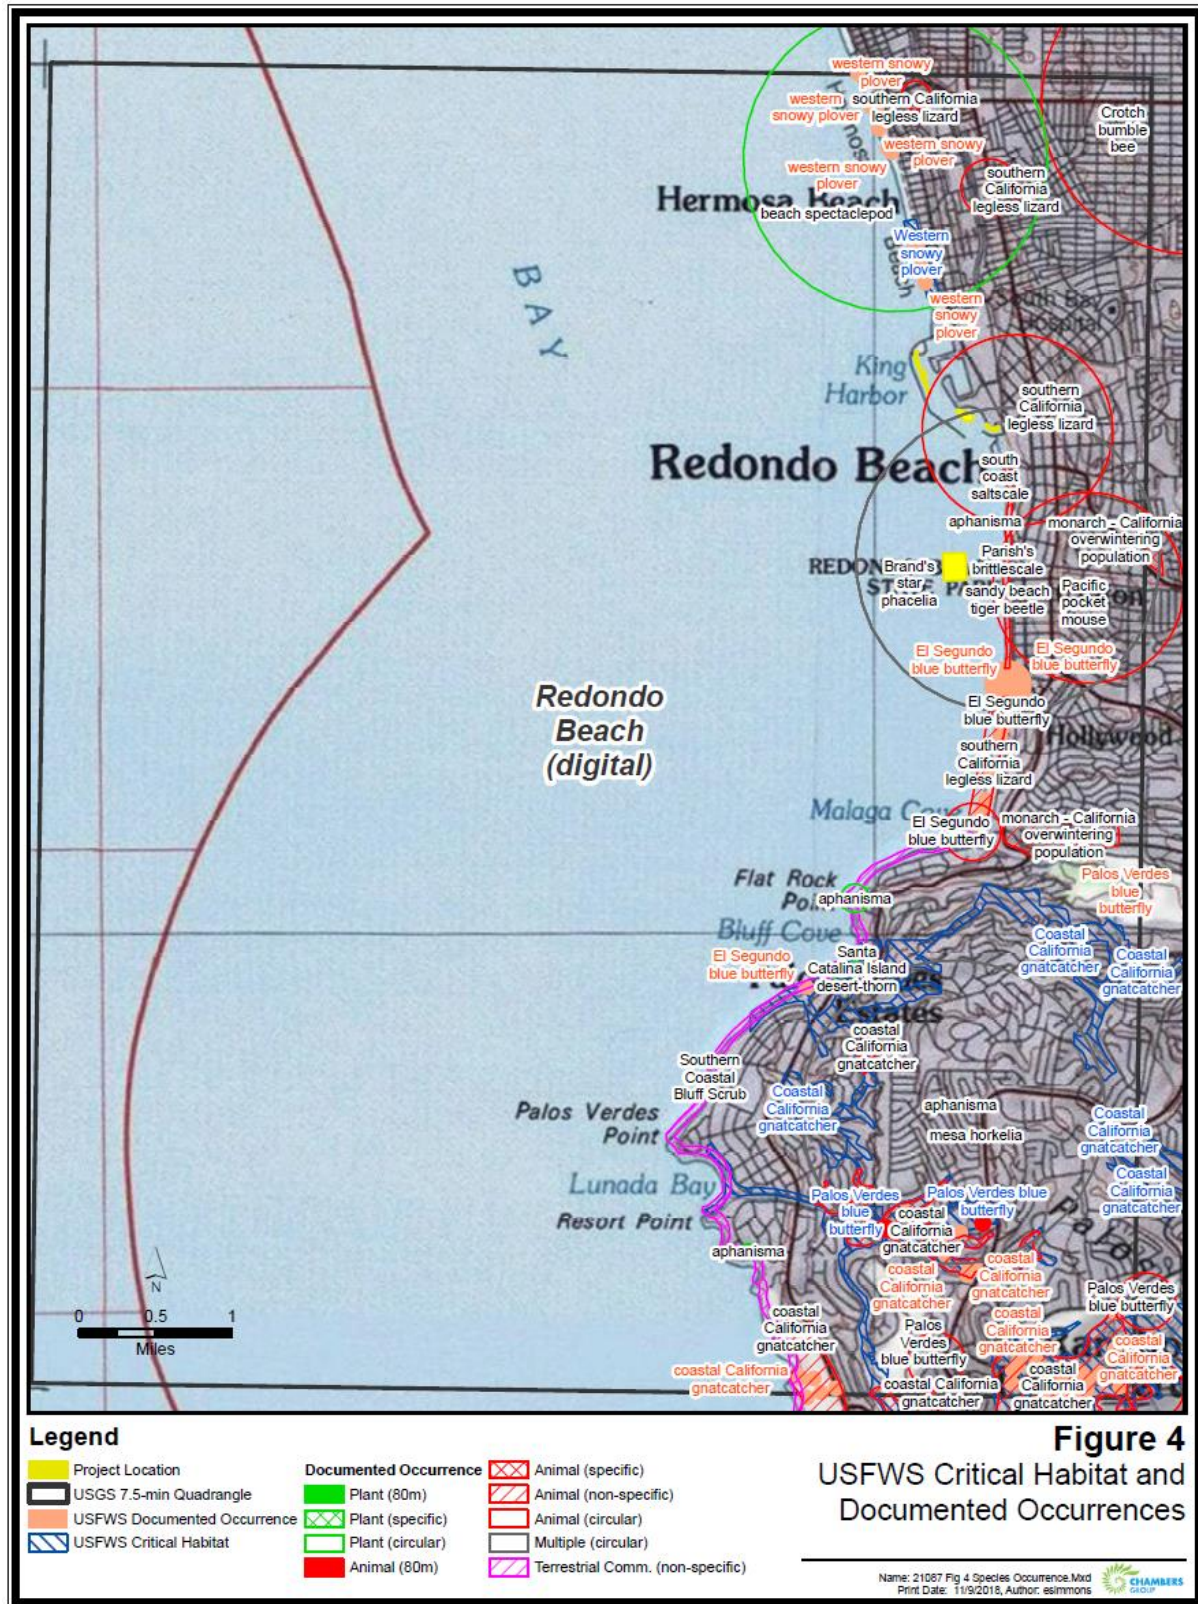 western snowy
plover
western
snowy plover
southern California
legless lizard
Crotch
bumble
bee
western snowy
plover
western snowy
plover
southern
California
legless lizard
Hermosa Beach
beach spectaclepod
Western
snowy
plover
Beach
western
snowy
plover
South Bay
Hospital
BAY
King
Harbor
southern
California
legless lizard
Redondo Beach
south
coast
saltscale
aphanisma
monarch - California
overwintering
population
Parish's
brittlescale
Brand's
star
phacelia
sandy beach
tiger beetle
Pacific
pocket
mouse
El Segundo
blue butterfly
El Segundo
blue butterfly
El Segundo
blue butterfly
Redondo
Beach
(digital)
Hollywood
southern
California
legless lizard
Malaga Cove
El Segundo
blue butterfly
monarch - California
overwintering
population
Flat Rock
Point
aphanisma
Palos Verdes
blue
butterfly
Bluff Cove
Coastal
California
gnatcatcher
Coastal
California
gnatcatcher
El Segundo
blue butterfly
Santa
Catalina Island
desert-thorn
Estates
coastal
California
gnatcatcher
Southern
Coastal
Bluff Scrub
Coastal
California
gnatcatcher
aphanisma
mesa horkelia
Coastal
California
gnatcatcher
Palos Verdes
Point
Coastal
California
gnatcatcher
Lunada Bay
Palos Verdes
blue
butterfly
Palos Verdes blue
butterfly
Resort Point
coastal
California
gnatcatcher
Palo
aphanisma
coastal
California
gnatcatcher
coastal
California
gnatcatcher
Palos Verdes
blue butterfly
coastal
California
gnatcatcher
Palos
Verdes
blue butterfly
coastal
California
gnatcatcher
coastal
California
gnatcatcher
coastal California
gnatcatcher
coastal California
gnatcatcher
coastal
California
gnatcatcher
N
0 0.5 1
Miles
Legend
Project Location
USGS 7.5-min Quadrangle
USFWS Documented Occurrence
USFWS Critical Habitat
Documented Occurrence
Plant (80m)
Plant (specific)
Plant (circular)
Animal (80m)
Animal (specific)
Animal (non-specific)
Animal (circular)
Multiple (circular)
Terrestrial Comm. (non-specific)
Figure 4
USFWS Critical Habitat and
Documented Occurrences
Name: 21087 Fig 4 Species Occurrence.Mxd
Print Date: 11/9/2018, Author: esimmons
CHAMBERS
GROUP